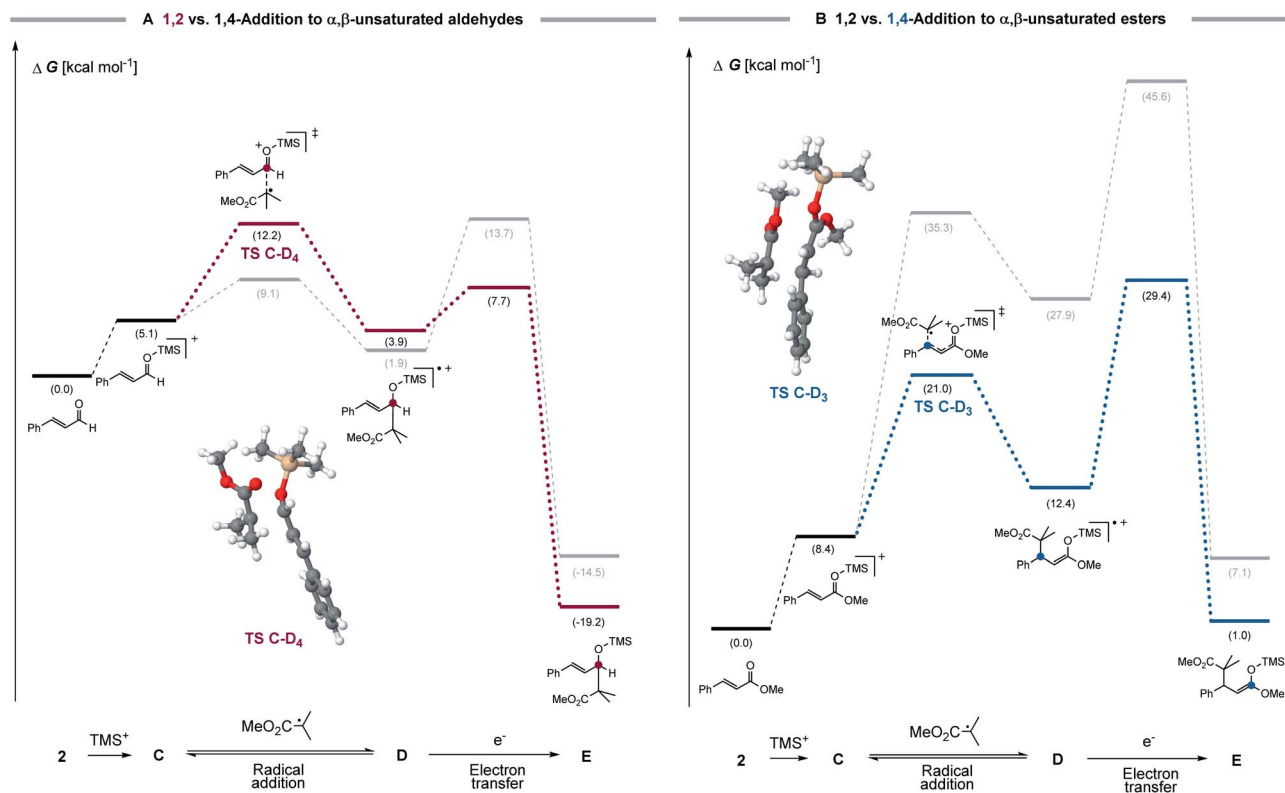 A 1,2 vs. 1,4-Addition to α,β-unsaturated aldehydes
Δ G [kcal mol⁻¹]
‡
+
O
TMS
Ph
H
MeO₂C
(12.2)
TS C-D₄
(9.1)
(13.7)
(7.7)
(5.1)
(3.9)
(1.9)
(0.0)
+
O
TMS
Ph
H
O
Ph
H
• +
O
TMS
Ph
H
MeO₂C
TS C-D₄
(-14.5)
(-19.2)
O
TMS
Ph
H
MeO₂C
MeO₂C
2
TMS⁺
C
Radical
addition
D
e⁻
Electron
transfer
E
B 1,2 vs. 1,4-Addition to α,β-unsaturated esters
Δ G [kcal mol⁻¹]
(45.6)
(35.3)
(27.9)
(29.4)
MeO₂C
+
O
TMS
‡
Ph
OMe
TS C-D₃
(21.0)
TS C-D₃
(12.4)
(8.4)
MeO₂C
O
TMS
• +
Ph
OMe
+
O
TMS
Ph
OMe
(0.0)
O
Ph
OMe
(7.1)
(1.0)
MeO₂C
O
TMS
Ph
OMe
MeO₂C
2
TMS⁺
C
Radical
addition
D
e⁻
Electron
transfer
E